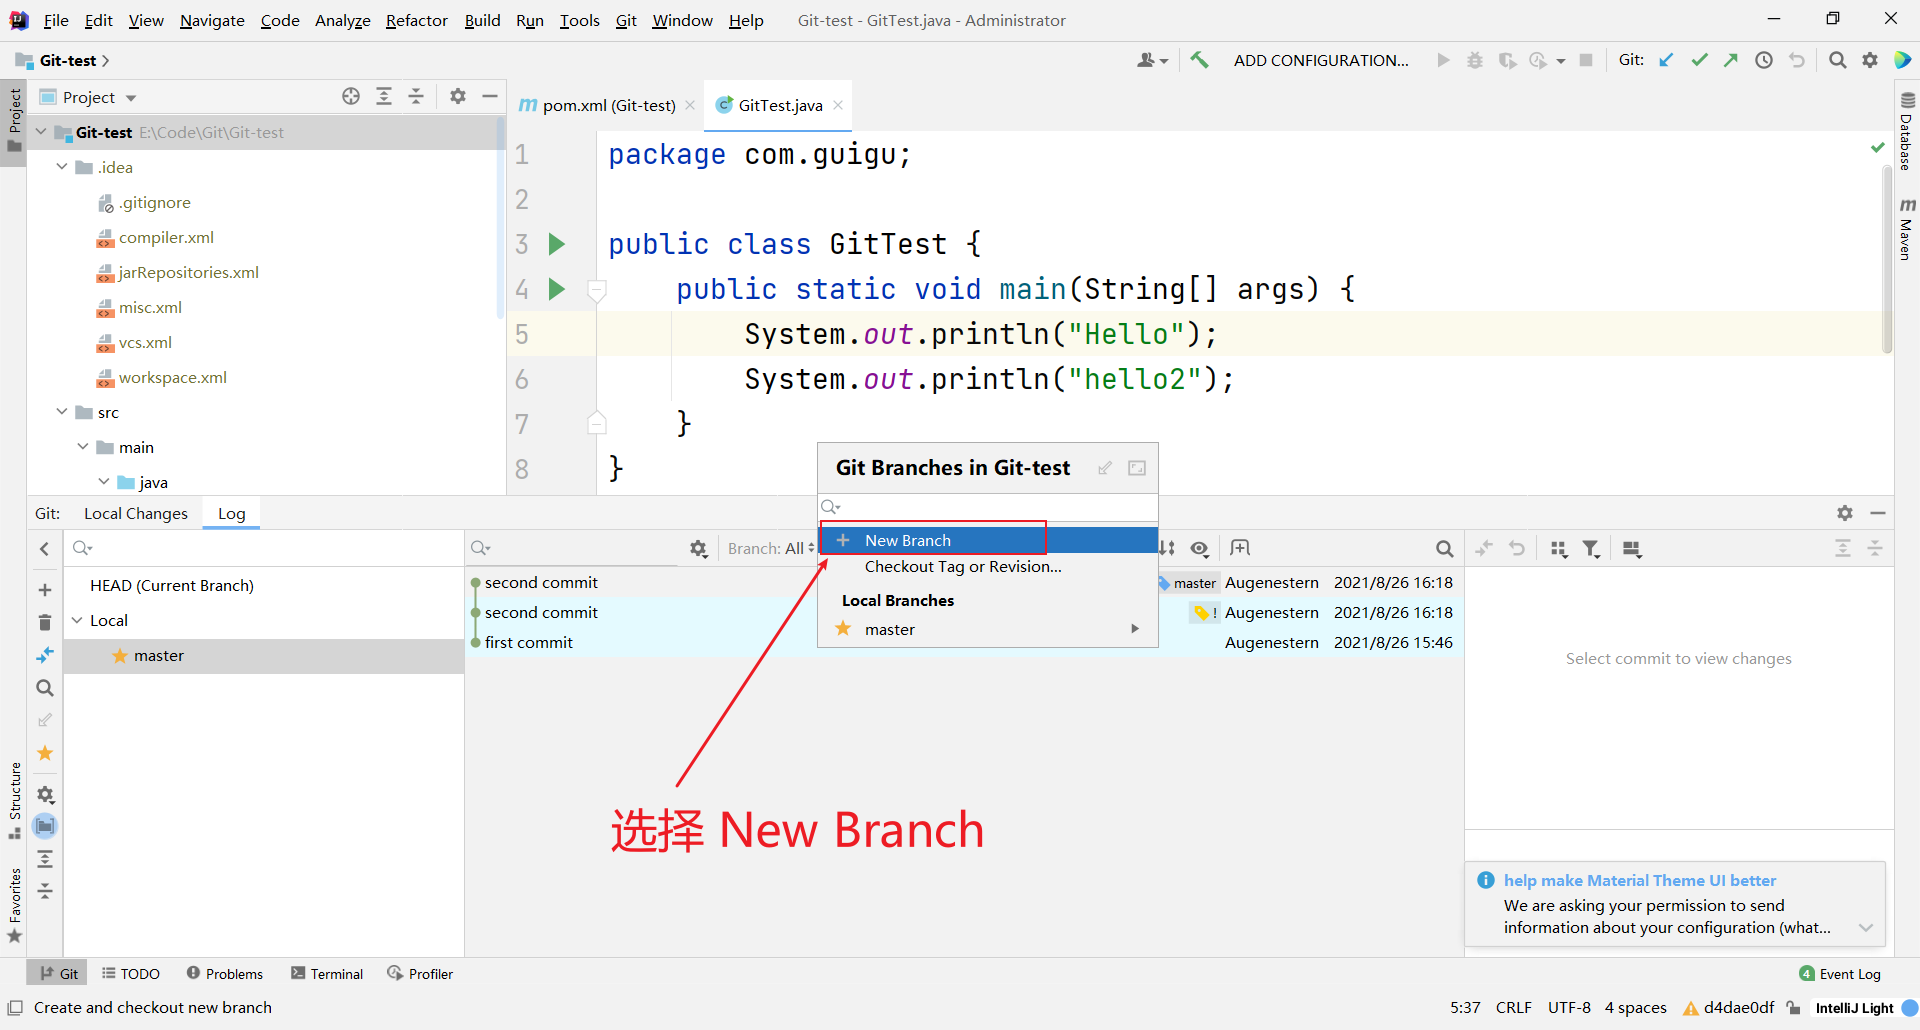 File Edit View Navigate Code Analyze Refactor Build Run Tools Git Window Help Git-test - GitTest.java - Administrator
Git-test
ADD CONFIGURATION... Git:
Project
pom.xml (Git-test) GitTest.java
Project
Git-test E:\Code\Git\Git-test
.idea
.gitignore
compiler.xml
jarRepositories.xml
misc.xml
vcs.xml
workspace.xml
src
main
java
1 package com.guigu;
2
3 public class GitTest {
4 public static void main(String[] args) {
5 System.out.println("Hello");
6 System.out.println("hello2");
7 }
8 }
Database
Maven
Git Branches in Git-test
New Branch
Checkout Tag or Revision...
Local Branches
master
Git: Local Changes Log
HEAD (Current Branch)
Local
master
Branch: All
second commit master Augenestern 2021/8/26 16:18
second commit ! Augenestern 2021/8/26 16:18
first commit Augenestern 2021/8/26 15:46
Select commit to view changes
选择 New Branch
Structure
Favorites
help make Material Theme UI better
We are asking your permission to send
information about your configuration (what...
Git TODO Problems Terminal Profiler 4 Event Log
Create and checkout new branch 5:37 CRLF UTF-8 4 spaces d4dae0df IntelliJ Light